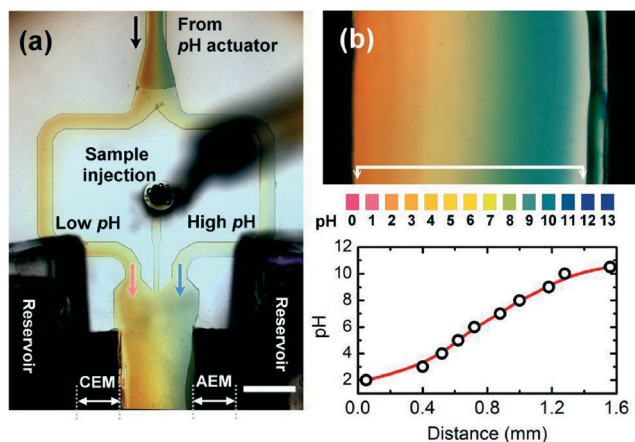 (a)
From
pH actuator
Sample
injection
Low pH
High pH
Reservoir
Reservoir
CEM
AEM
(b)
pH 0 1 2 3 4 5 6 7 8 9 10 11 12 13
12
10
8
6
4
2
pH
0.0 0.4 0.8 1.2 1.6
Distance (mm)